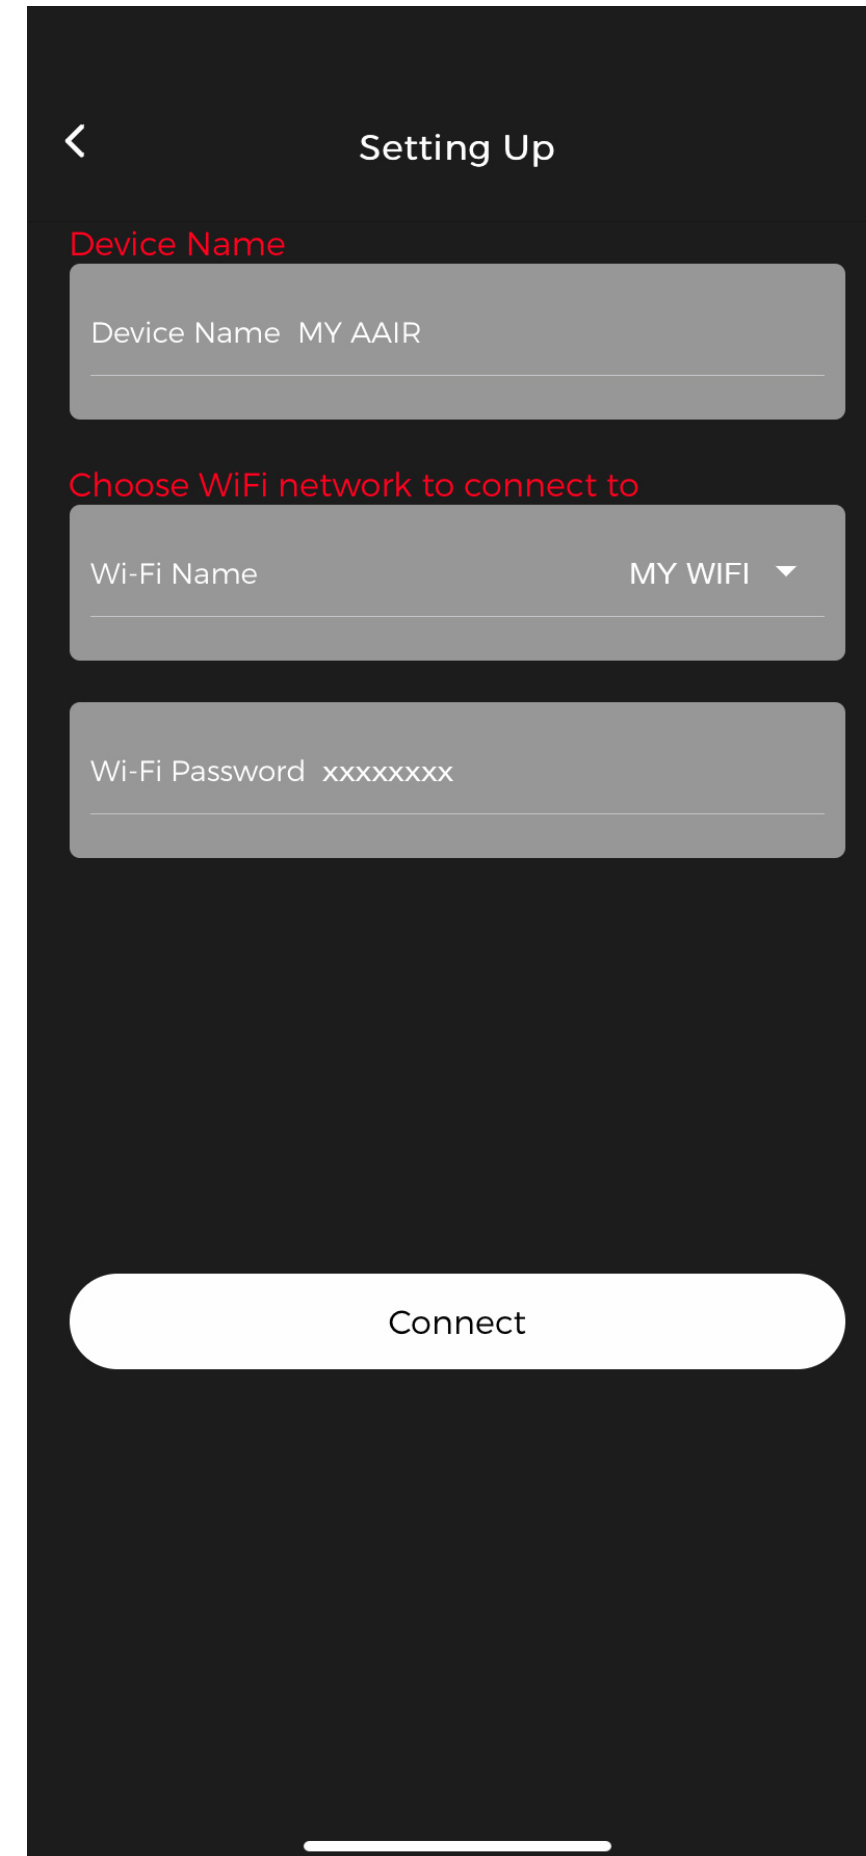 Setting Up
Device Name
Device Name MY AAIR
Choose WiFi network to connect to
Wi-Fi Name MY WIFI
Wi-Fi Password xxxxxxxx
Connect